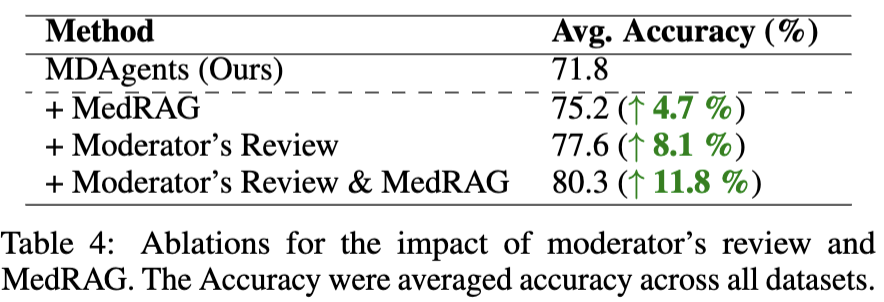 Method Avg. Accuracy (%)
MDAgents (Ours) 71.8
+ MedRAG 75.2 (↑ 4.7 %)
+ Moderator's Review 77.6 (↑ 8.1 %)
+ Moderator's Review & MedRAG 80.3 (↑ 11.8 %)
Table 4: Ablations for the impact of moderator's review and
MedRAG. The Accuracy were averaged accuracy across all datasets.